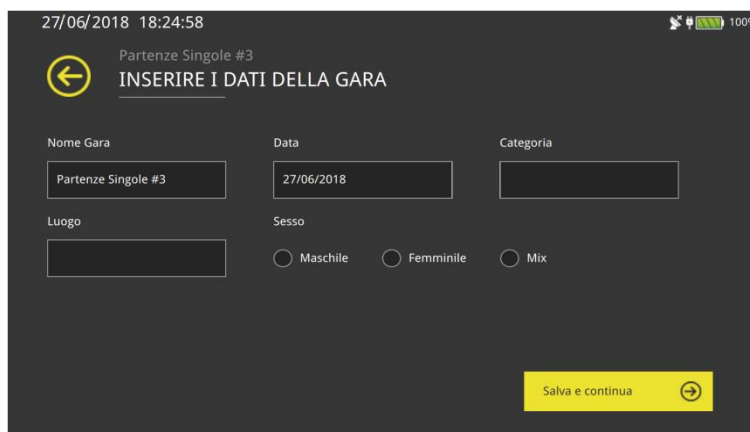 27/06/2018 18:24:58
100%
Partenze Singole #3
INSERIRE I DATI DELLA GARA
Nome Gara
Data
Categoria
Partenze Singole #3
27/06/2018
Luogo
Sesso
Maschile
Femminile
Mix
Salva e continua